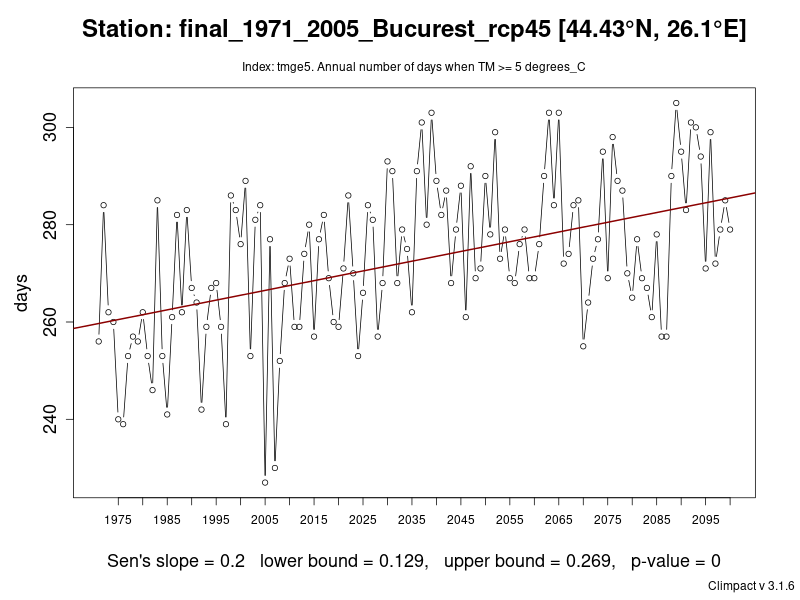 Station: final_1971_2005_Bucurest_rcp45 [44.43°N, 26.1°E]
Index: tmge5. Annual number of days when TM >= 5 degrees_C
300
280
260
240
days
1975 1985 1995 2005 2015 2025 2035 2045 2055 2065 2075 2085 2095
Sen's slope = 0.2 lower bound = 0.129, upper bound = 0.269, p-value = 0
Climpact v 3.1.6